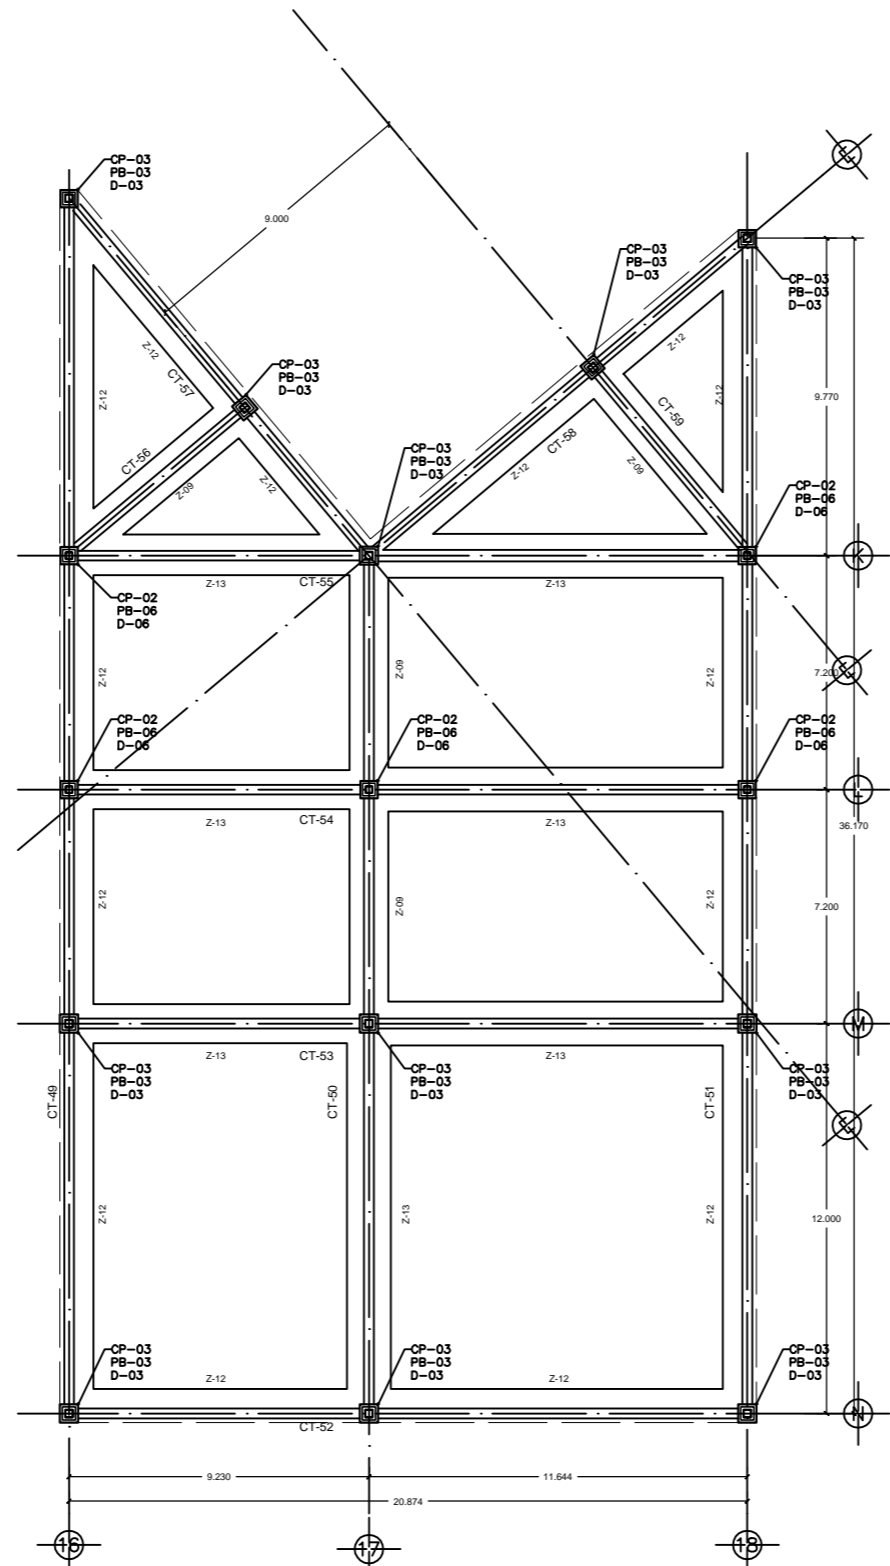 CP-03
PB-03
D-03
9.000
CP-03
PB-03
D-03
CP-03
PB-03
D-03
Z-12
Z-12
CT-57
CP-03
PB-03
D-03
Z-12
Z-12
CT-59
9.770
Z-12
CT-56
Z-09
Z-12
CP-03
PB-03
D-03
CT-58
Z-12
Z-09
CP-02
PB-06
D-06
K
Z-13
CT-55
Z-13
CP-02
PB-06
D-06
Z-12
Z-09
Z-12
7.200
CP-02
PB-06
D-06
CP-02
PB-06
D-06
CP-02
PB-06
D-06
L
Z-13
CT-54
Z-13
36.170
Z-12
Z-09
Z-12
7.200
M
Z-13
CT-53
Z-13
CP-03
PB-03
D-03
CP-03
PB-03
D-03
CP-03
PB-03
D-03
CT-49
CT-50
CT-51
Z-12
Z-13
Z-12
12.000
CP-03
PB-03
D-03
CP-03
PB-03
D-03
CP-03
PB-03
D-03
Z-12
Z-12
N
CT-52
9.230
11.644
20.874
16
17
18